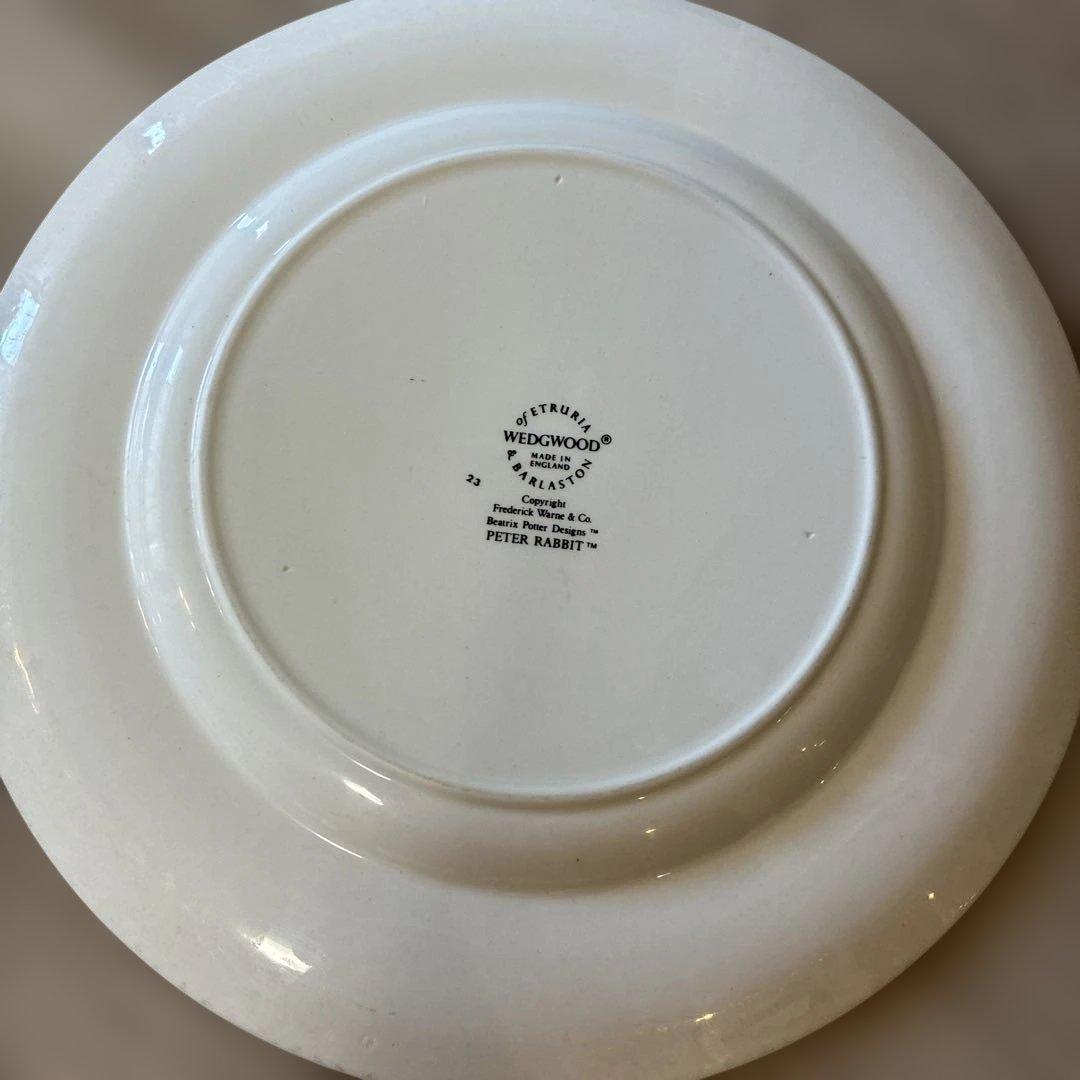 of ETRURIA
WEDGWOOD®
MADE IN
ENGLAND
& BARLASTON
23
Copyright
Frederick Warne & Co.
Beatrix Potter Designs ™
PETER RABBIT™